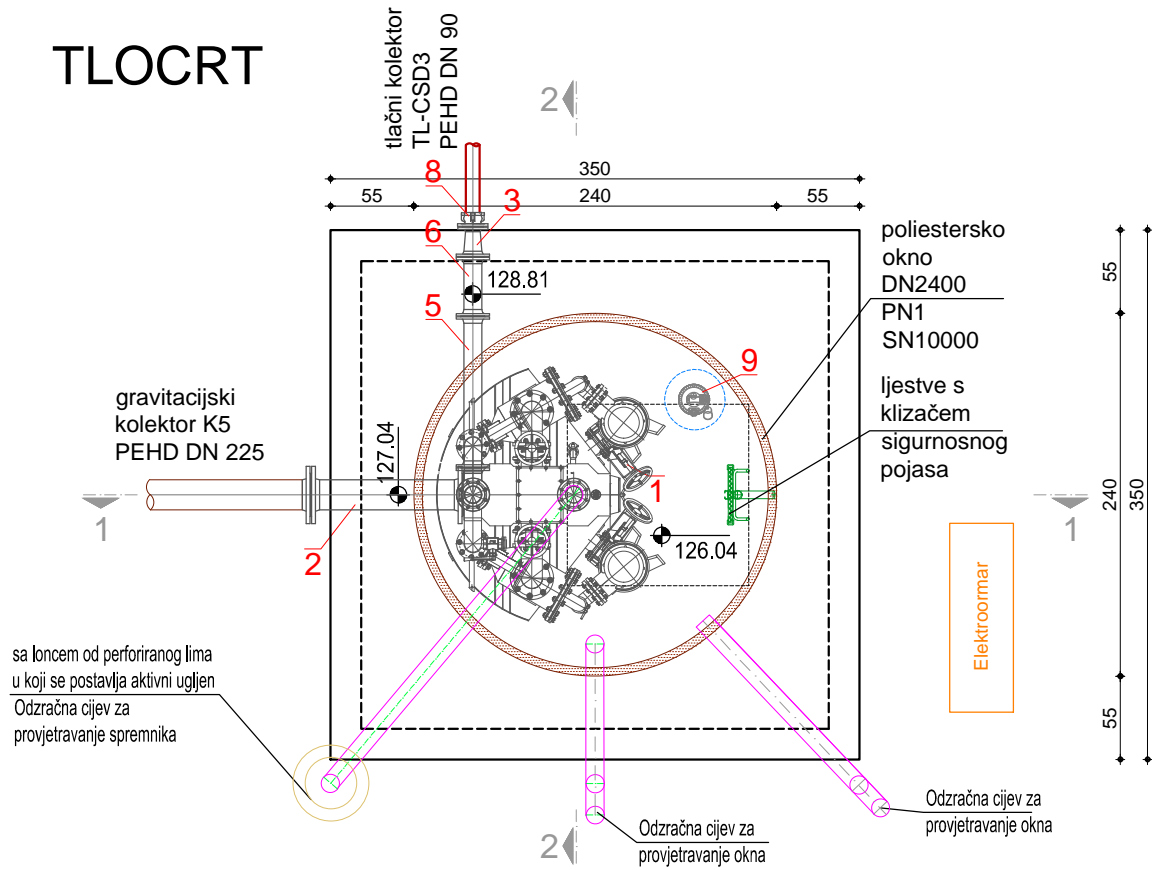 TLOCRT
tlačni kolektor
TL-CSD3
PEHD DN 90
2
350
55
240
55
8
3
6
128.81
5
poliestersko
okno
DN2400
PN1
SN10000
9
ljestve s
klizačem
sigurnosnog
pojasa
55
240
350
55
gravitacijski
kolektor K5
PEHD DN 225
127.04
1
1
1
2
126.04
Elektroormar
sa loncem od perforiranog lima
u koji se postavlja aktivni ugljen
Odzračna cijev za
provjetravanje spremnika
Odzračna cijev za
provjetravanje okna
Odzračna cijev za
provjetravanje okna
2